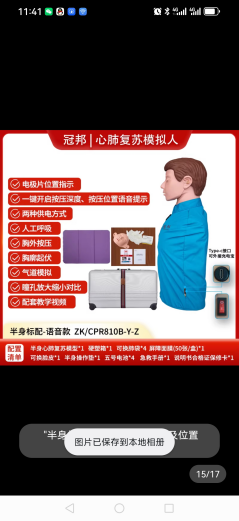 11:41
冠邦 | 心肺复苏模拟人
电极片位置指示
一键开启按压深度、按压位置语音提示
两种供电方式
人工呼吸
胸外按压
胸廓起伏
气道模拟
瞳孔放大缩小对比
配套教学视频
Type-c接口
可外接充电宝
半身标配-语音款 ZK/CPR810B-Y-Z
配置清单
半身心肺复苏模型*1 硬塑箱*1 可换肺袋*4 屏障面膜(50张/盒)*1
可换脸皮*1 半身操作垫*1 五号电池*4 急救手册*1 说明书合格证保修卡*1
"半身
及位置
图片已保存到本地相册
15/17